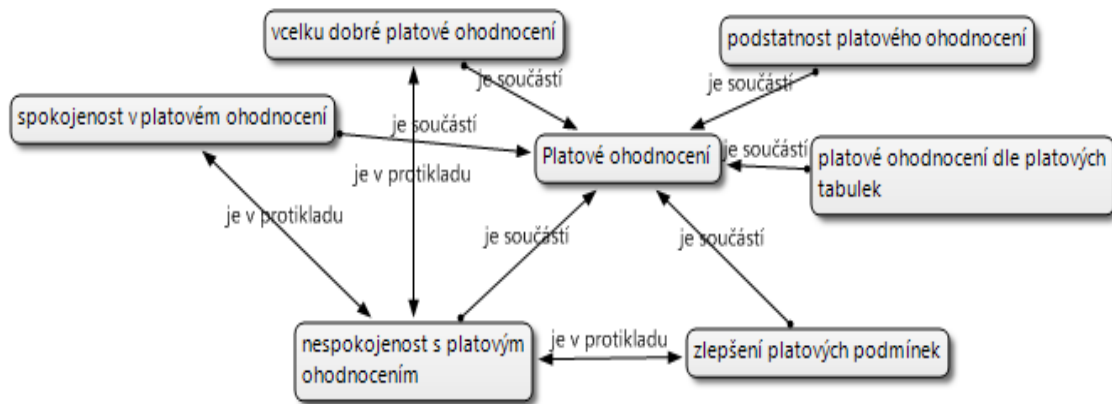 vcelku dobré platové ohodnocení
podstatnost platového ohodnocení
je součástí
je součástí
spokojenost v platovém ohodnocení
je součástí
Platové ohodnocení
je součástí
platové ohodnocení dle platových
tabulek
je v protikladu
je v protikladu
je součástí
je součástí
nespokojenost s platovým
ohodnocením
je v protikladu
zlepšení platových podmínek